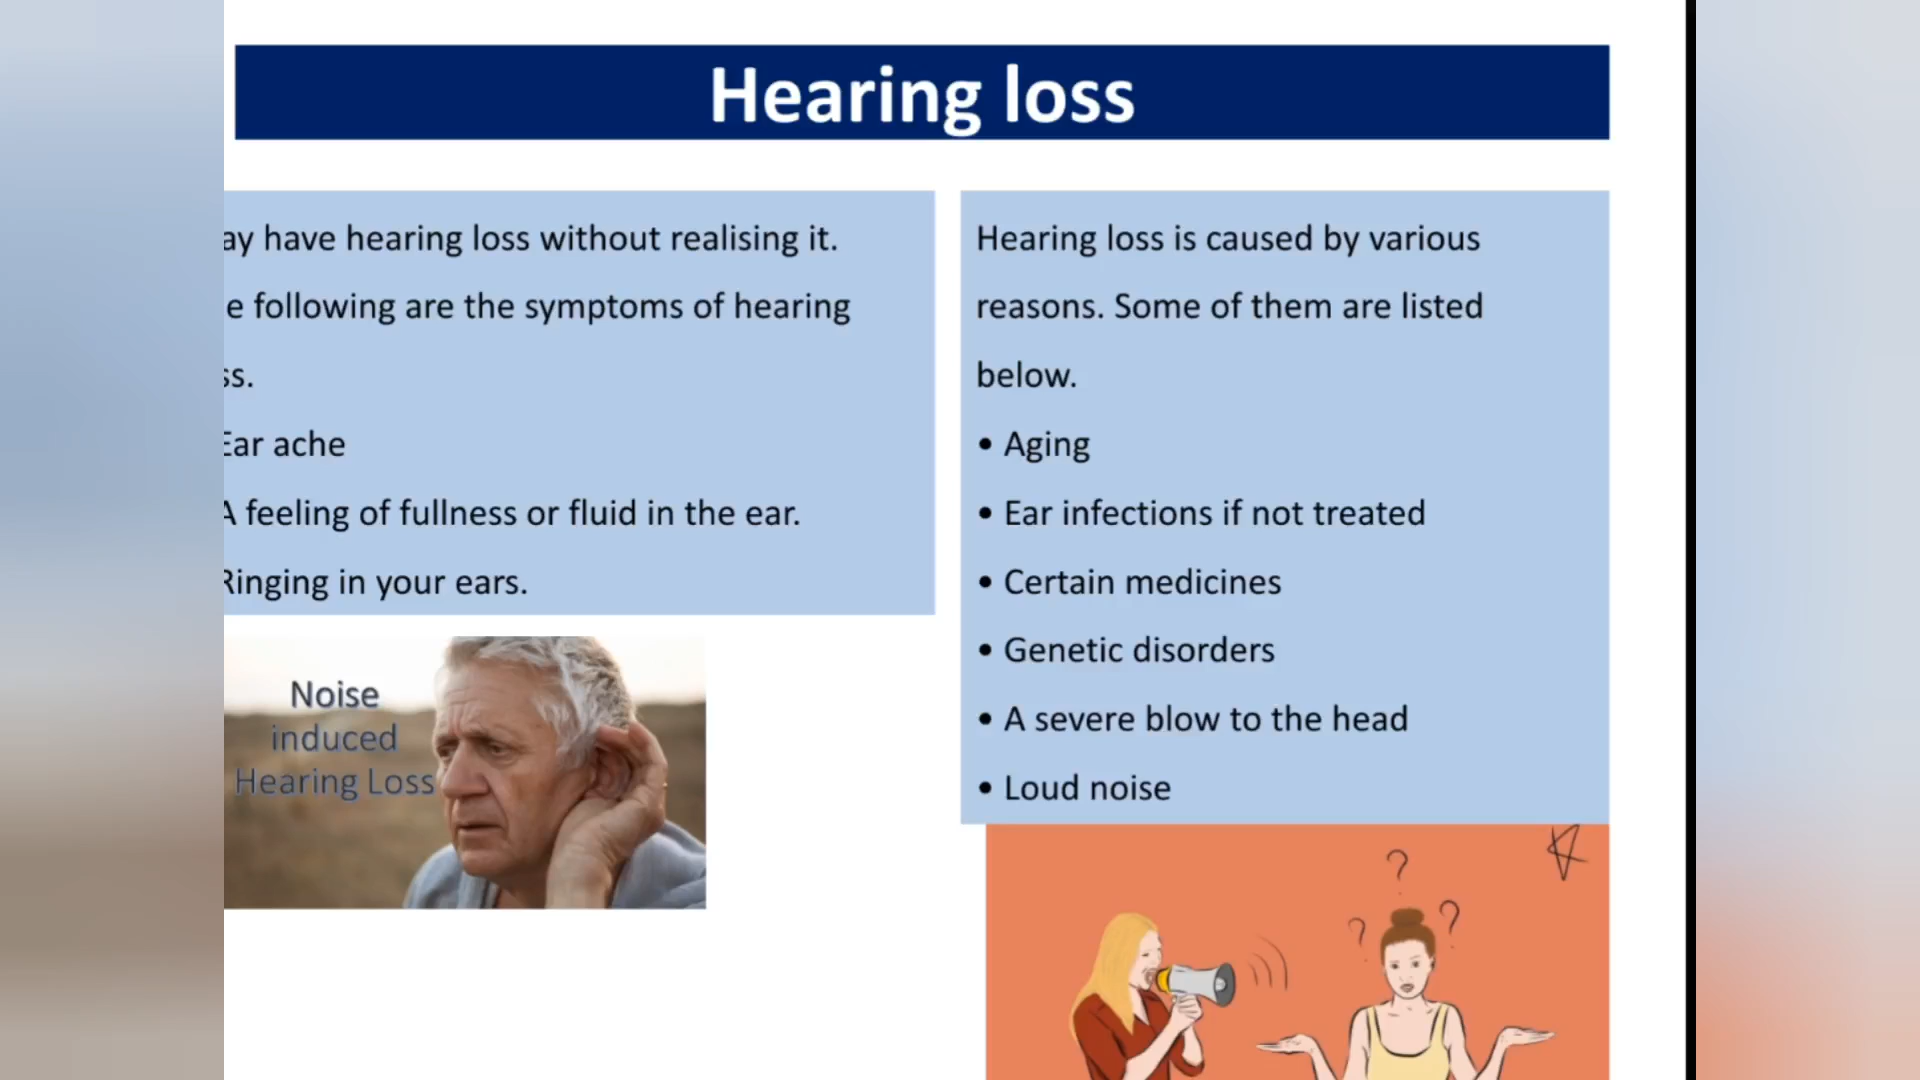 Hearing loss
have hearing loss without realising it.
following are the symptoms of hearing
Ear ache
A feeling of fullness or fluid in the ear.
Ringing in your ears.
Noise
induced
Hearing Loss
Hearing loss is caused by various
reasons. Some of them are listed
below.
• Aging
• Ear infections if not treated
• Certain medicines
• Genetic disorders
• A severe blow to the head
• Loud noise
? ? ?